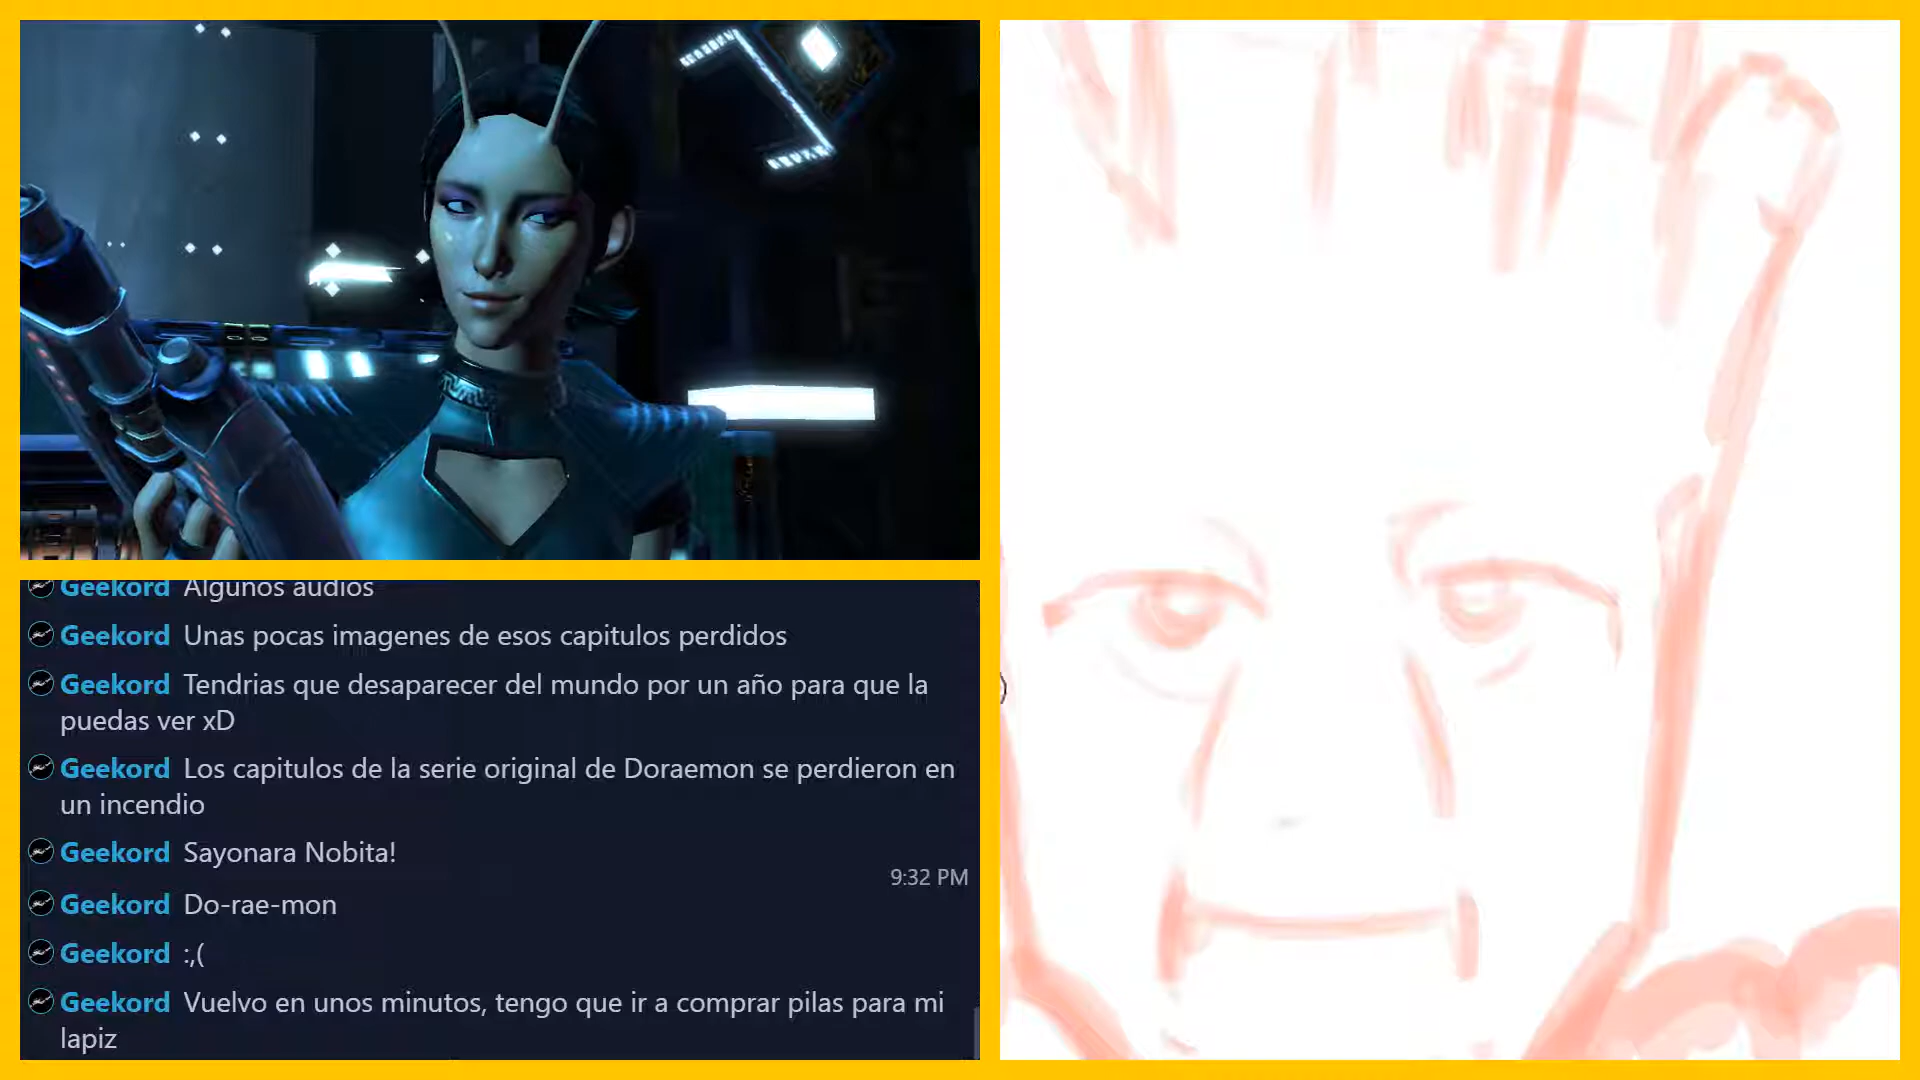 Geekord Algunos audios
Geekord Unas pocas imagenes de esos capitulos perdidos
Geekord Tendrias que desaparecer del mundo por un año para que la
puedas ver xD
Geekord Los capitulos de la serie original de Doraemon se perdieron en
un incendio
Geekord Sayonara Nobita!
9:32 PM
Geekord Do-rae-mon
Geekord :,(
Geekord Vuelvo en unos minutos, tengo que ir a comprar pilas para mi
lapiz